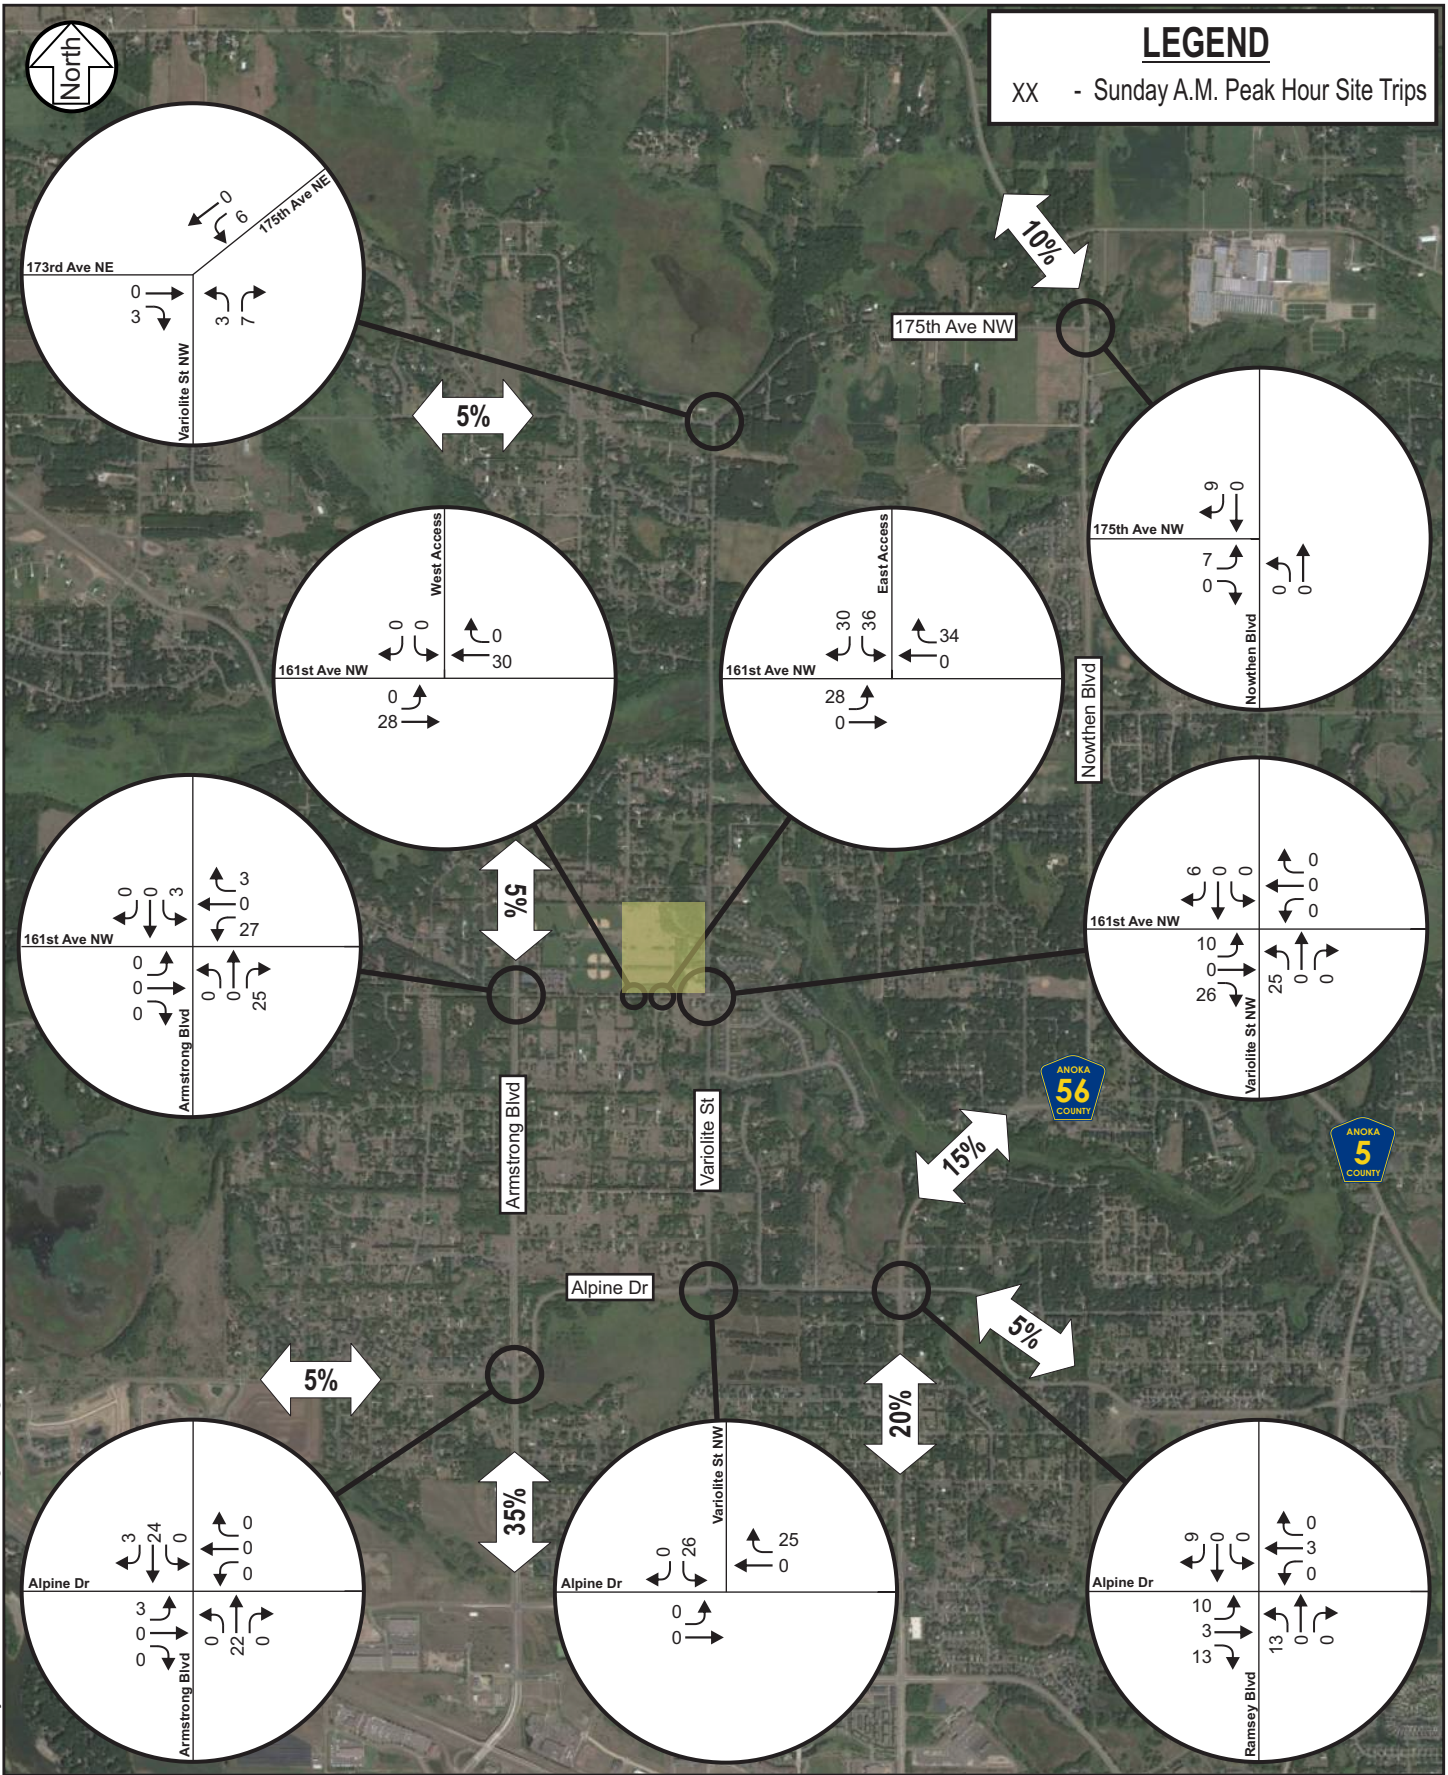 North
LEGEND
XX - Sunday A.M. Peak Hour Site Trips
0
6
175th Ave NE
173rd Ave NE
0
3
3
7
Variolite St NW
10%
175th Ave NW
5%
9
0
175th Ave NW
7
0
0
0
Nowthen Blvd
West Access
0
0
0
30
161st Ave NW
0
28
East Access
30
36
34
0
161st Ave NW
28
0
Nowthen Blvd
0
0
3
3
0
27
161st Ave NW
0
0
0
0
0
25
Armstrong Blvd
5%
9
0
0
0
0
0
161st Ave NW
10
0
26
25
0
0
Variolite St NW
Armstrong Blvd
Variolite St
ANOKA
56
COUNTY
ANOKA
5
COUNTY
15%
Alpine Dr
5%
5%
20%
35%
3
24
0
0
0
0
Alpine Dr
3
0
0
0
22
0
Armstrong Blvd
Variolite St NW
0
26
25
0
Alpine Dr
0
0
9
0
0
0
3
0
Alpine Dr
10
3
13
13
0
0
Ramsey Blvd